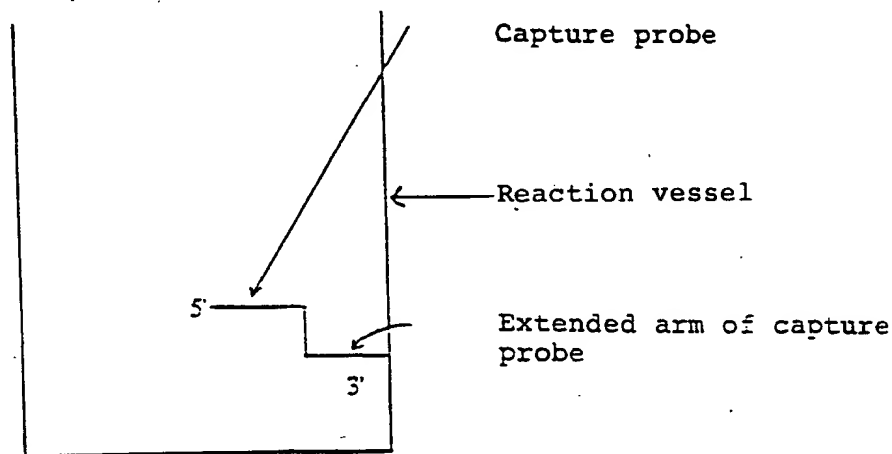 Capture probe
Reaction vessel
5'
Extended arm of capture
probe
3'